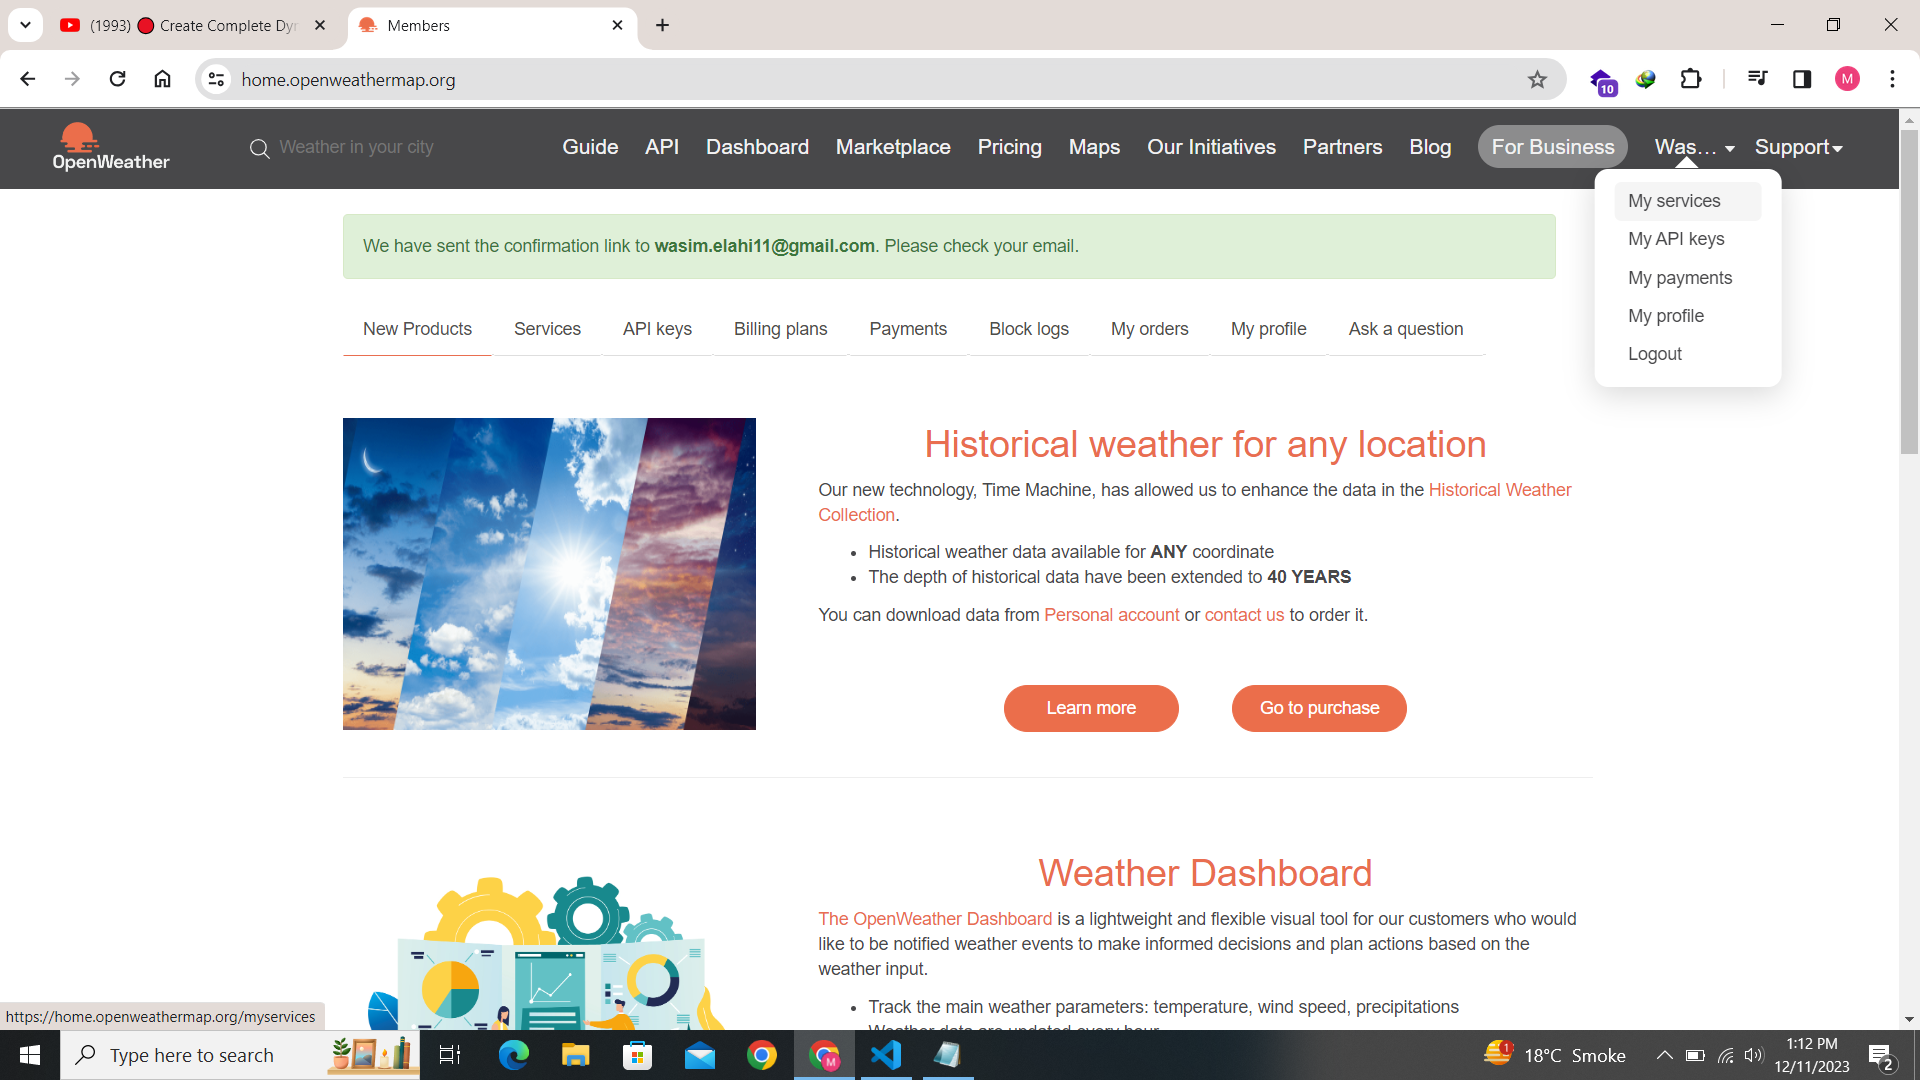 (1993) 🔴 Create Complete Dyn
Members
home.openweathermap.org
10
M
OpenWeather
Weather in your city
Guide
API
Dashboard
Marketplace
Pricing
Maps
Our Initiatives
Partners
Blog
For Business
Was...
Support
My services
My API keys
My payments
My profile
Logout
We have sent the confirmation link to wasim.elahi11@gmail.com. Please check your email.
New Products
Services
API keys
Billing plans
Payments
Block logs
My orders
My profile
Ask a question
Historical weather for any location
Our new technology, Time Machine, has allowed us to enhance the data in the Historical Weather
Collection.
• Historical weather data available for ANY coordinate
• The depth of historical data have been extended to 40 YEARS
You can download data from Personal account or contact us to order it.
Learn more
Go to purchase
Weather Dashboard
The OpenWeather Dashboard is a lightweight and flexible visual tool for our customers who would
like to be notified weather events to make informed decisions and plan actions based on the
weather input.
• Track the main weather parameters: temperature, wind speed, precipitations
Weather data are updated every hour
https://home.openweathermap.org/myservices
Type here to search
M
1
18°C Smoke
1:12 PM
12/11/2023
2